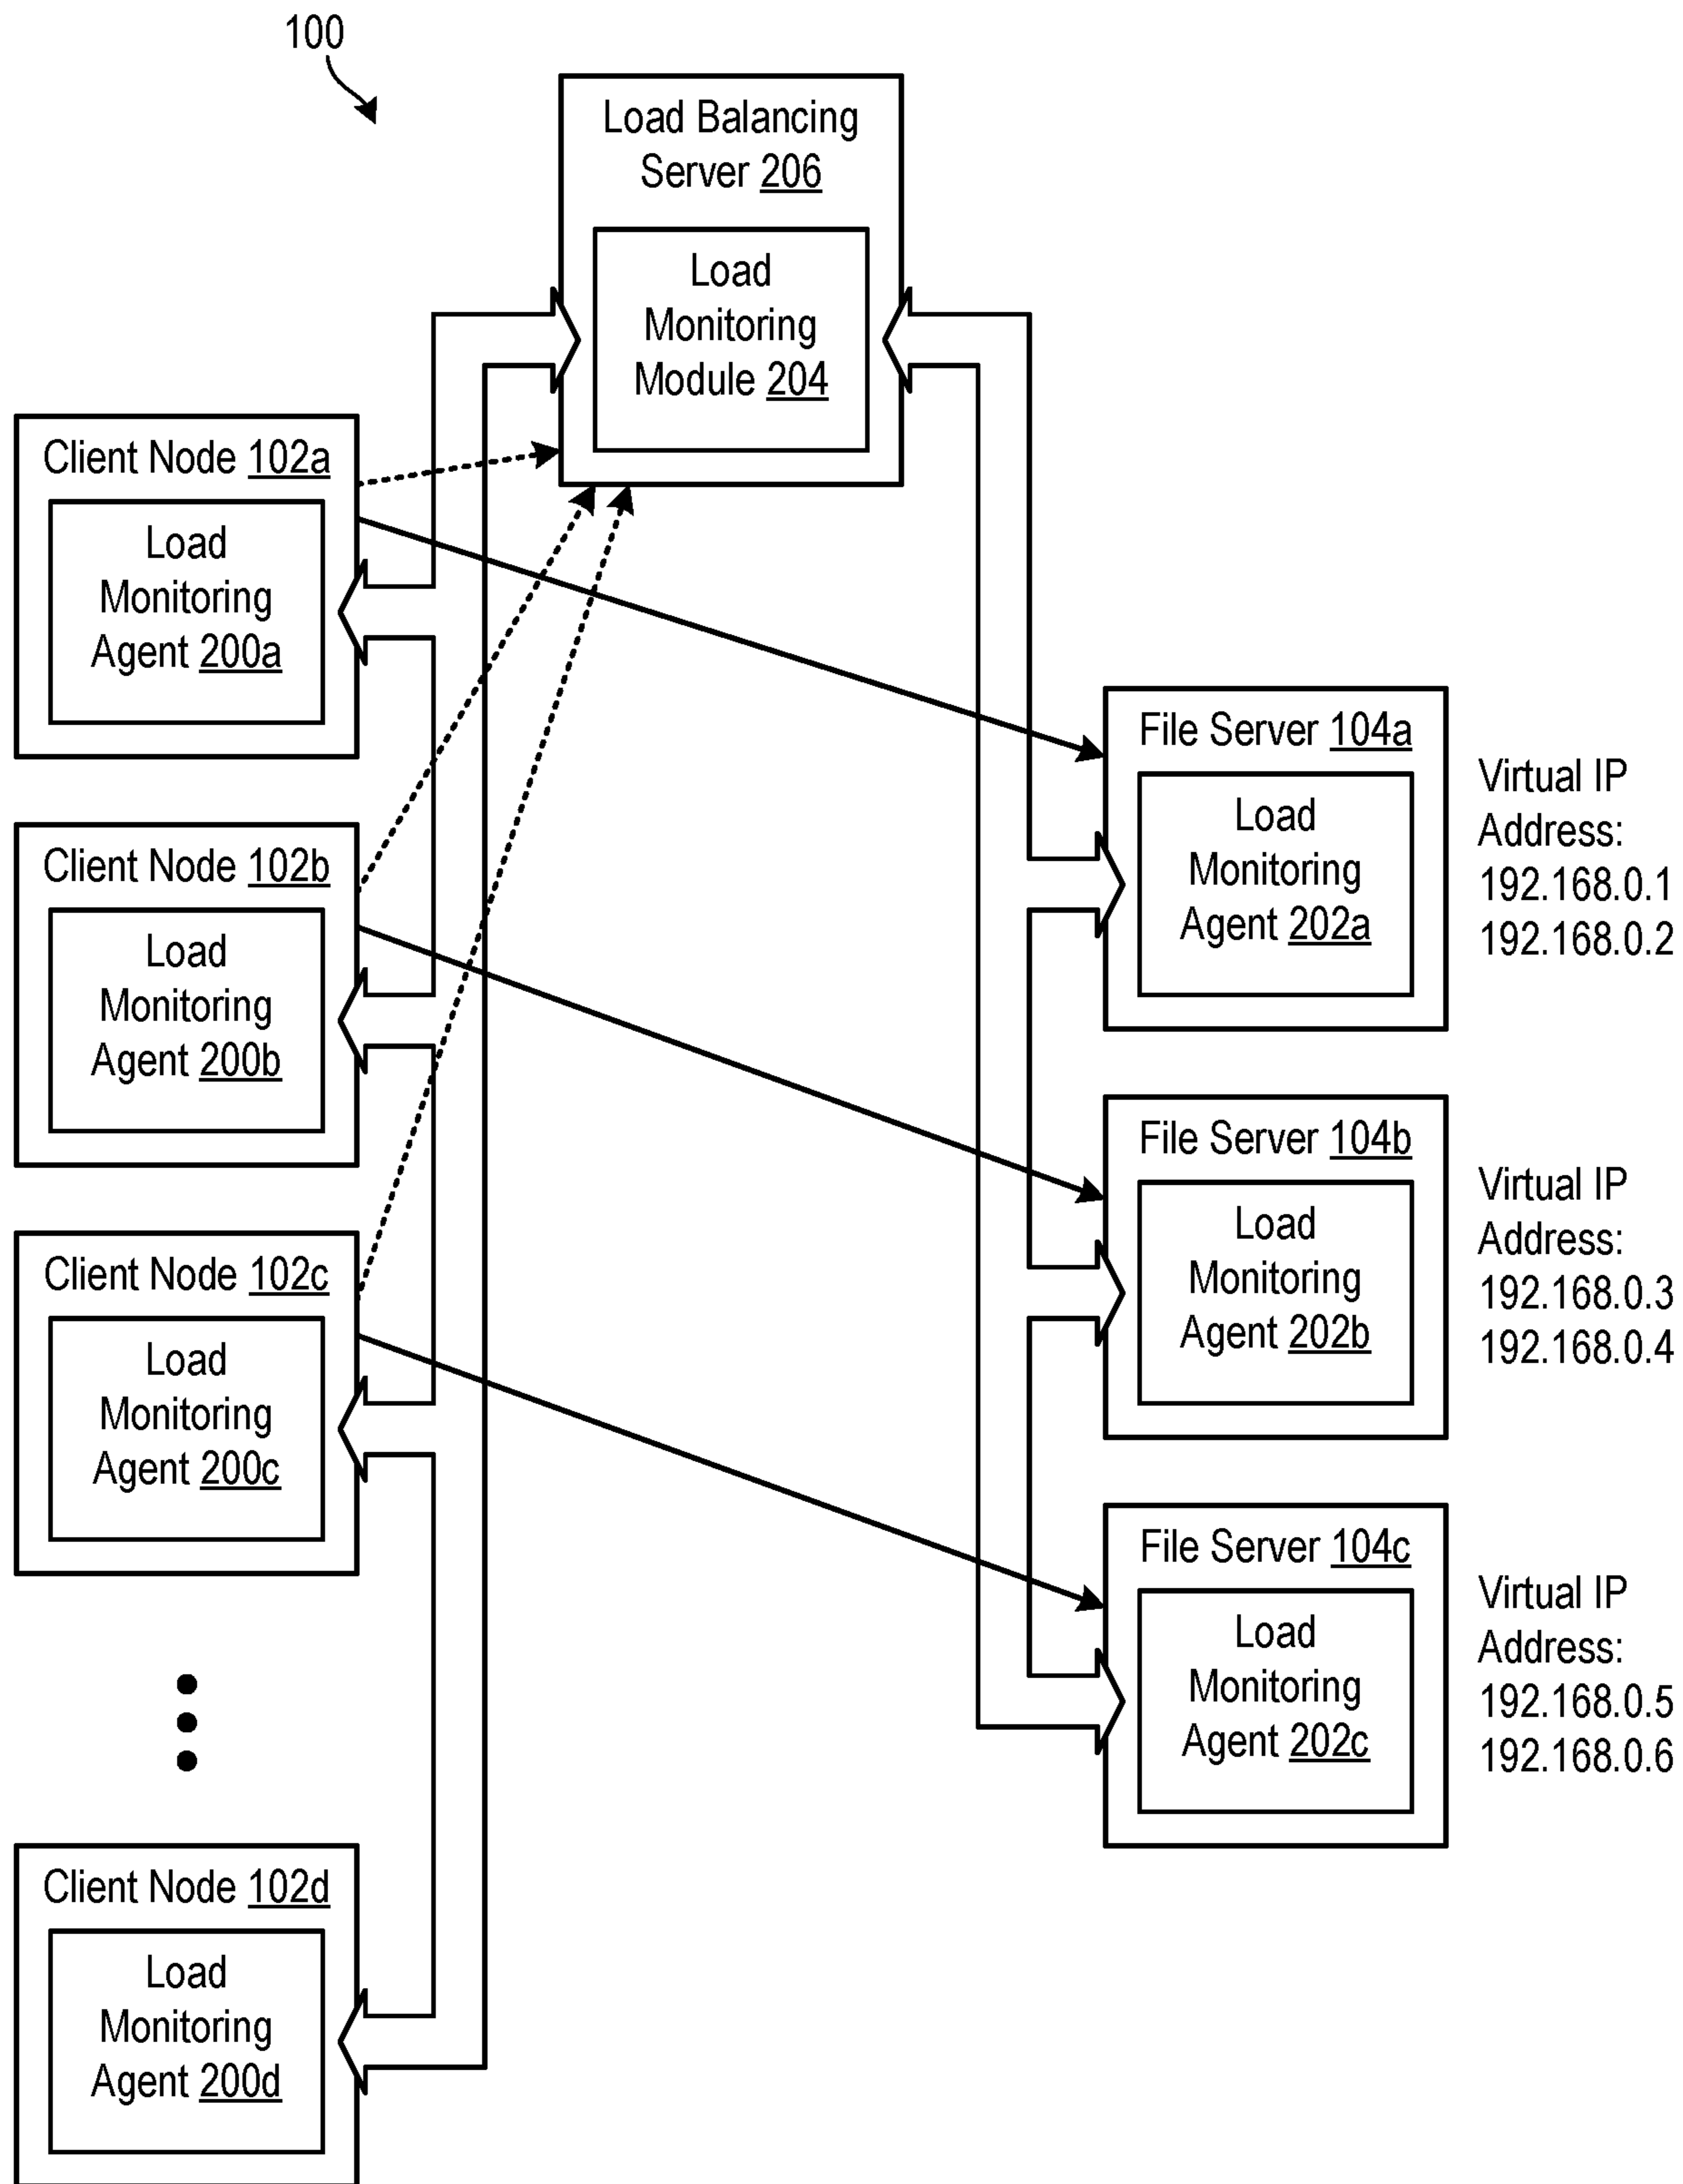 100
Load Balancing
Server 206
Load
Monitoring
Module 204
Client Node 102a
Load
Monitoring
Agent 200a
Client Node 102b
Load
Monitoring
Agent 200b
Client Node 102c
Load
Monitoring
Agent 200c
Client Node 102d
Load
Monitoring
Agent 200d
File Server 104a
Load
Monitoring
Agent 202a
Virtual IP
Address:
192.168.0.1
192.168.0.2
File Server 104b
Load
Monitoring
Agent 202b
Virtual IP
Address:
192.168.0.3
192.168.0.4
File Server 104c
Load
Monitoring
Agent 202c
Virtual IP
Address:
192.168.0.5
192.168.0.6